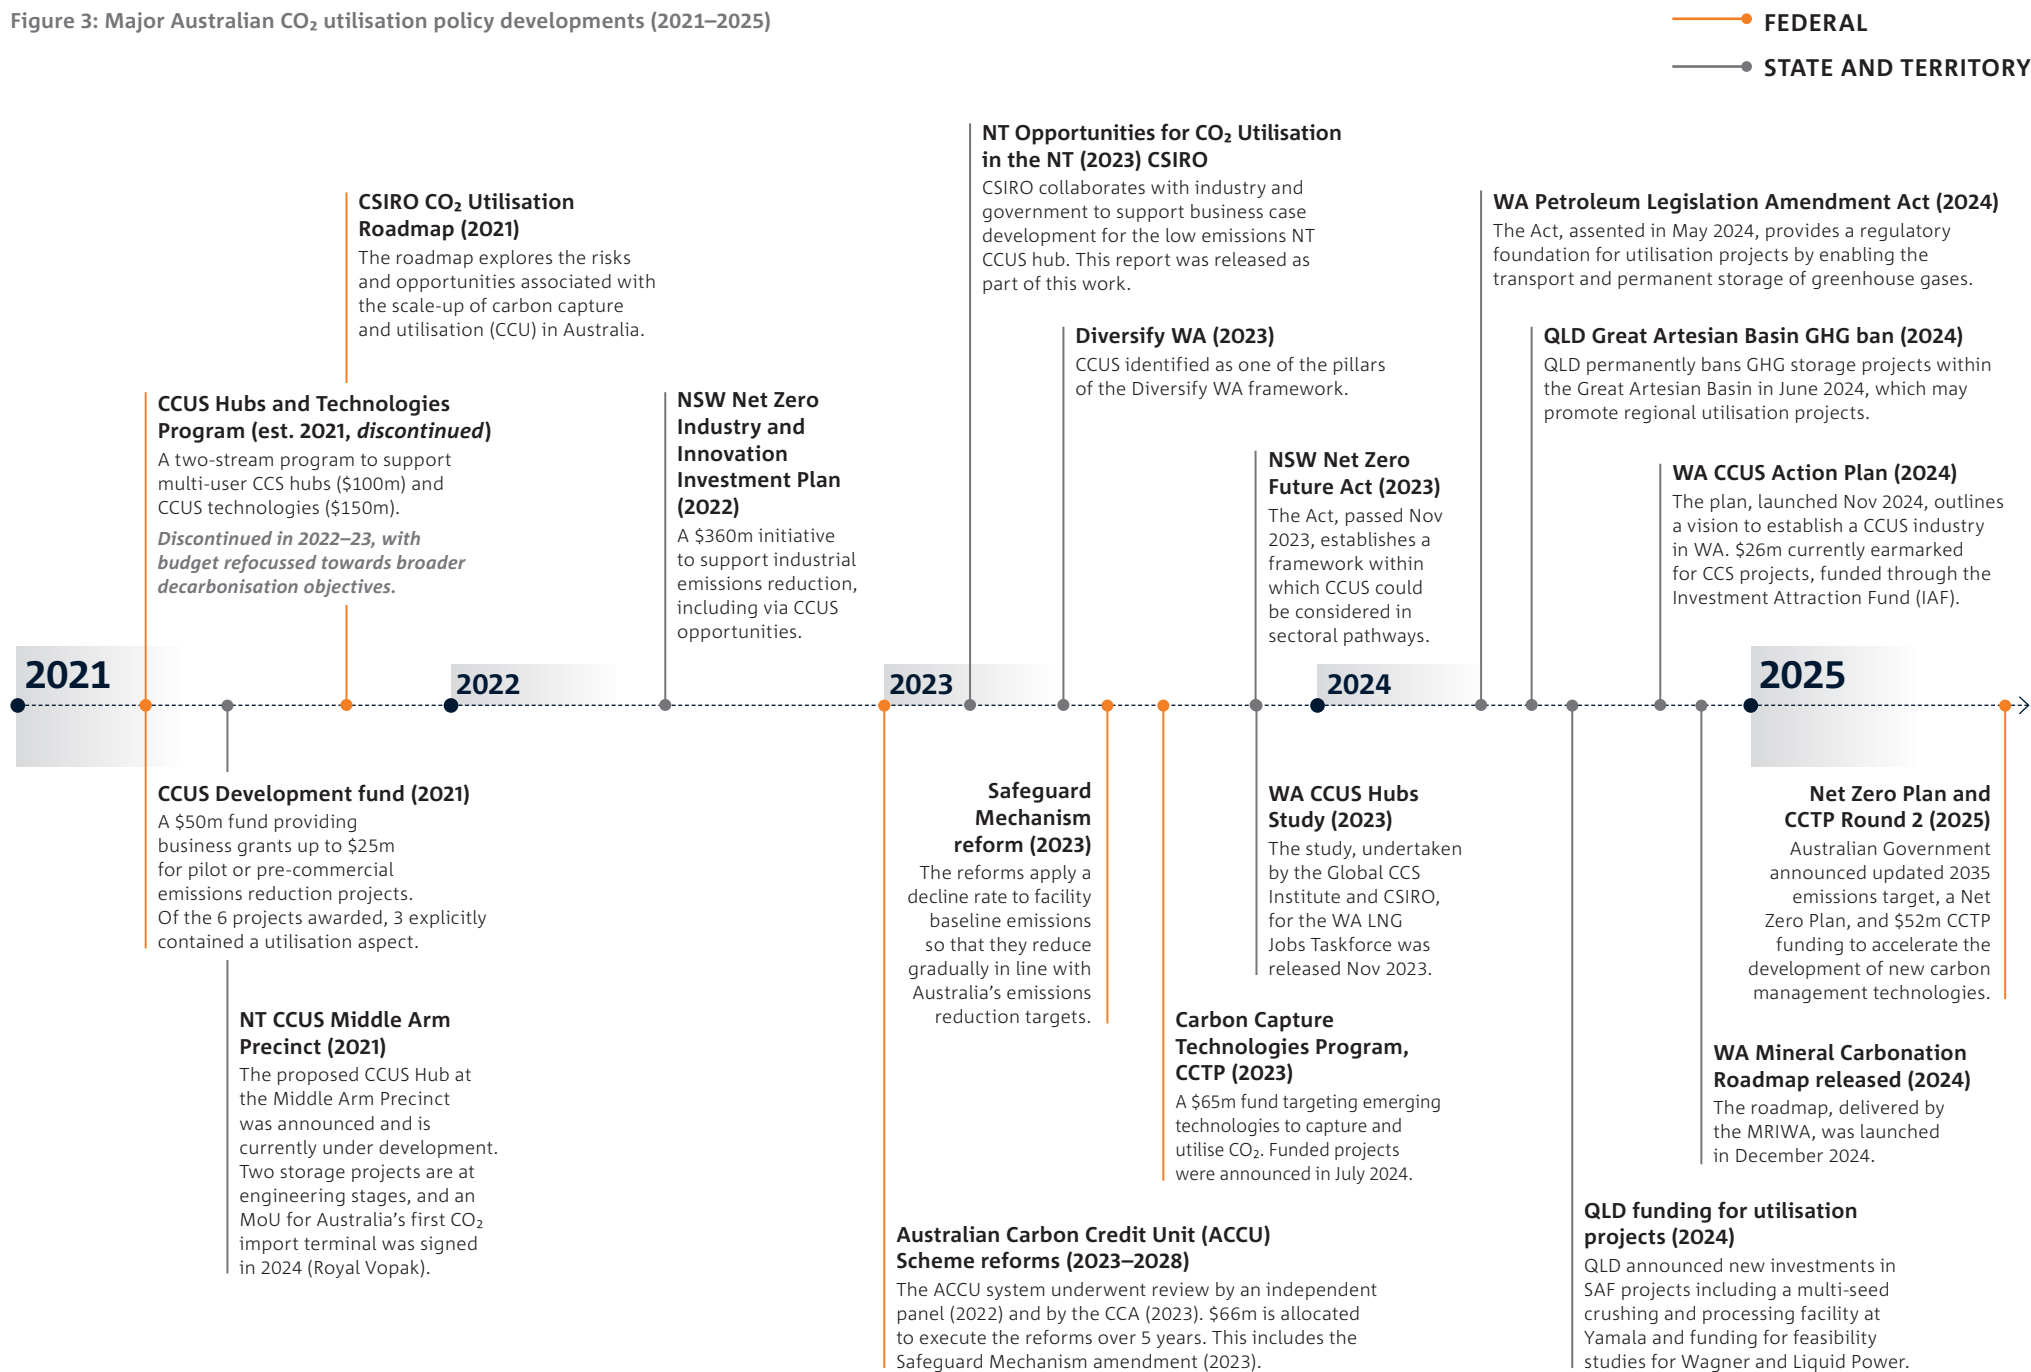 Figure 3: Major Australian CO₂ utilisation policy developments (2021–2025)
FEDERAL
STATE AND TERRITORY
CSIRO CO₂ Utilisation
Roadmap (2021)
The roadmap explores the risks
and opportunities associated with
the scale-up of carbon capture
and utilisation (CCU) in Australia.
CCUS Hubs and Technologies
Program (est. 2021, discontinued)
A two-stream program to support
multi-user CCS hubs ($100m) and
CCUS technologies ($150m).
Discontinued in 2022–23, with
budget refocussed towards broader
decarbonisation objectives.
NSW Net Zero
Industry and
Innovation
Investment Plan
(2022)
A $360m initiative
to support industrial
emissions reduction,
including via CCUS
opportunities.
NT Opportunities for CO₂ Utilisation
in the NT (2023) CSIRO
CSIRO collaborates with industry and
government to support business case
development for the low emissions NT
CCUS hub. This report was released as
part of this work.
Diversify WA (2023)
CCUS identified as one of the pillars
of the Diversify WA framework.
NSW Net Zero
Future Act (2023)
The Act, passed Nov
2023, establishes a
framework within
which CCUS could
be considered in
sectoral pathways.
WA Petroleum Legislation Amendment Act (2024)
The Act, assented in May 2024, provides a regulatory
foundation for utilisation projects by enabling the
transport and permanent storage of greenhouse gases.
QLD Great Artesian Basin GHG ban (2024)
QLD permanently bans GHG storage projects within
the Great Artesian Basin in June 2024, which may
promote regional utilisation projects.
WA CCUS Action Plan (2024)
The plan, launched Nov 2024, outlines
a vision to establish a CCUS industry
in WA. $26m currently earmarked
for CCS projects, funded through the
Investment Attraction Fund (IAF).
2021
2022
2023
2024
2025
CCUS Development fund (2021)
A $50m fund providing
business grants up to $25m
for pilot or pre-commercial
emissions reduction projects.
Of the 6 projects awarded, 3 explicitly
contained a utilisation aspect.
NT CCUS Middle Arm
Precinct (2021)
The proposed CCUS Hub at
the Middle Arm Precinct
was announced and is
currently under development.
Two storage projects are at
engineering stages, and an
MoU for Australia's first CO₂
import terminal was signed
in 2024 (Royal Vopak).
Safeguard
Mechanism
reform (2023)
The reforms apply a
decline rate to facility
baseline emissions
so that they reduce
gradually in line with
Australia's emissions
reduction targets.
WA CCUS Hubs
Study (2023)
The study, undertaken
by the Global CCS
Institute and CSIRO,
for the WA LNG
Jobs Taskforce was
released Nov 2023.
Carbon Capture
Technologies Program,
CCTP (2023)
A $65m fund targeting emerging
technologies to capture and
utilise CO₂. Funded projects
were announced in July 2024.
Australian Carbon Credit Unit (ACCU)
Scheme reforms (2023–2028)
The ACCU system underwent review by an independent
panel (2022) and by the CCA (2023). $66m is allocated
to execute the reforms over 5 years. This includes the
Safeguard Mechanism amendment (2023).
Net Zero Plan and
CCTP Round 2 (2025)
Australian Government
announced updated 2035
emissions target, a Net
Zero Plan, and $52m CCTP
funding to accelerate the
development of new carbon
management technologies.
WA Mineral Carbonation
Roadmap released (2024)
The roadmap, delivered by
the MRIWA, was launched
in December 2024.
QLD funding for utilisation
projects (2024)
QLD announced new investments in
SAF projects including a multi-seed
crushing and processing facility at
Yamala and funding for feasibility
studies for Wagner and Liquid Power.